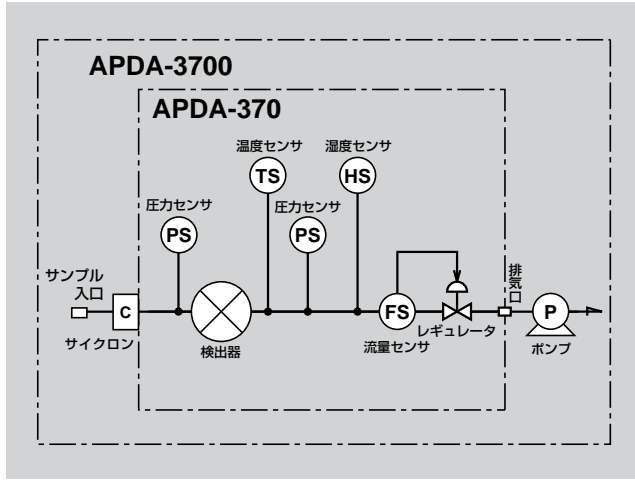 APDA-3700
APDA-370
温度センサ
湿度センサ
TS
HS
圧力センサ
圧力センサ
PS
PS
サンプル
入口
排気口
C
FS
P
サイクロン
検出器
流量センサ
レギュレータ
ポンプ